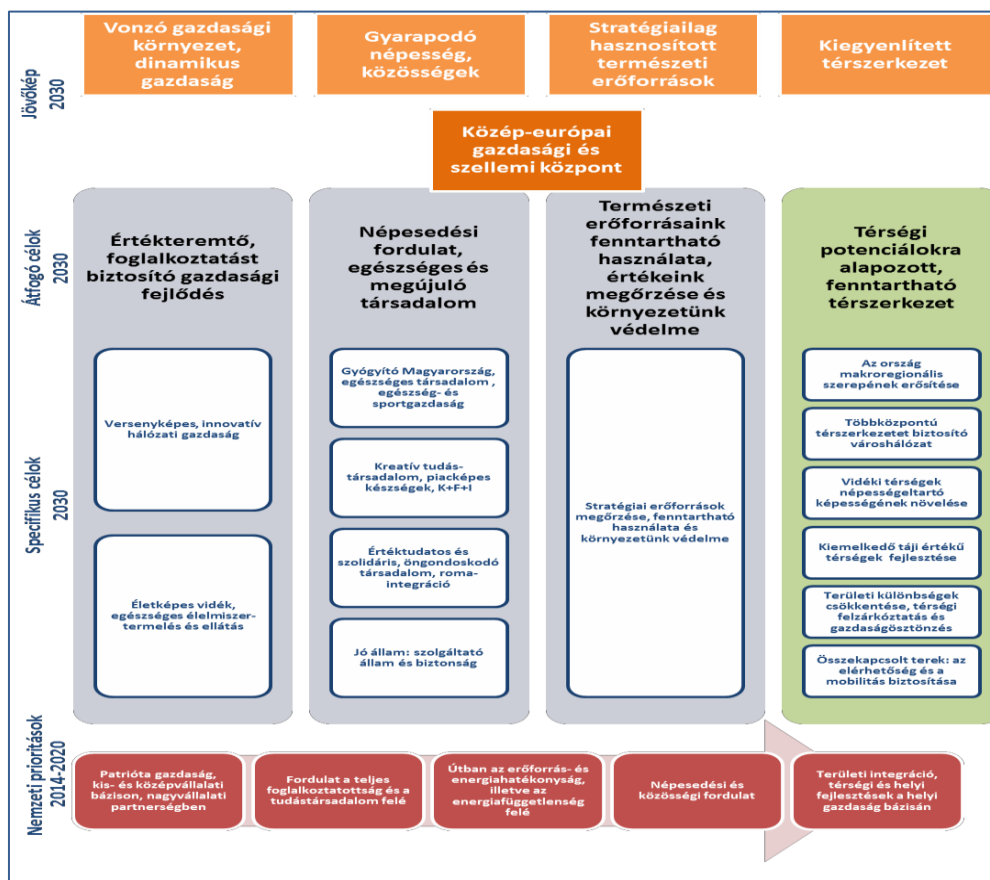 Jövőkép
2030
Vonzó gazdasági
környezet,
dinamikus
gazdaság
Gyarapodó
népesség,
közösségek
Stratégiailag
hasznosított
természeti
erőforrások
Kiegyenlített
térszerkezet
Közép-európai
gazdasági és
szellemi központ
Átfogó célok
2030
Értékteremtő,
foglalkoztatást
biztosító gazdasági
fejlődés
Népesedési
fordulat,
egészséges és
megújuló
társadalom
Természeti
erőforrásaink
fenntartható
használata,
értékeink
megőrzése és
környezetünk
védelme
Térségi
potenciálokra
alapozott,
fenntartható
térszerkezet
Specifikus célok
2030
Versenyképes, innovatív
hálózati gazdaság
Életképes vidék,
egészséges élelmiszer-
termelés és ellátás
Gyógyító Magyarország,
egészséges társadalom ,
egészség- és
sportgazdaság
Kreatív tudás-
társadalom, piacképes
készségek, K+F+I
Értéktudatos és
szolidáris, öngondoskodó
társadalom, roma-
integráció
Jó állam: szolgáltató
állam és biztonság
Stratégiai erőforrások
megőrzése, fenntartható
használata és
környezetünk védelme
Az ország
makroregionális
szerepének erősítése
Többközpontú
térszerkezetet biztosító
városhálózat
Vidéki térségek
népességeltartó
képességének növelése
Kiemelkedő táji értékű
térségek fejlesztése
Területi különbségek
csökkentése, térségi
felzárkóztatás és
gazdaságösztönzés
Összekapcsolt terek: az
elérhetőség és a
mobilitás biztosítása
Nemzeti prioritások
2014-2020
Patrióta gazdaság,
kis- és középvállalati
bázison, nagyvállalati
partnerségben
Fordulat a teljes
foglalkoztatottság és a
tudástársadalom felé
Útban az erőforrás- és
energiahatékonyság,
illetve az
energiafüggetlenség
felé
Népesedési és
közösségi fordulat
Területi integráció,
térségi és helyi
fejlesztések a helyi
gazdaság bázisán